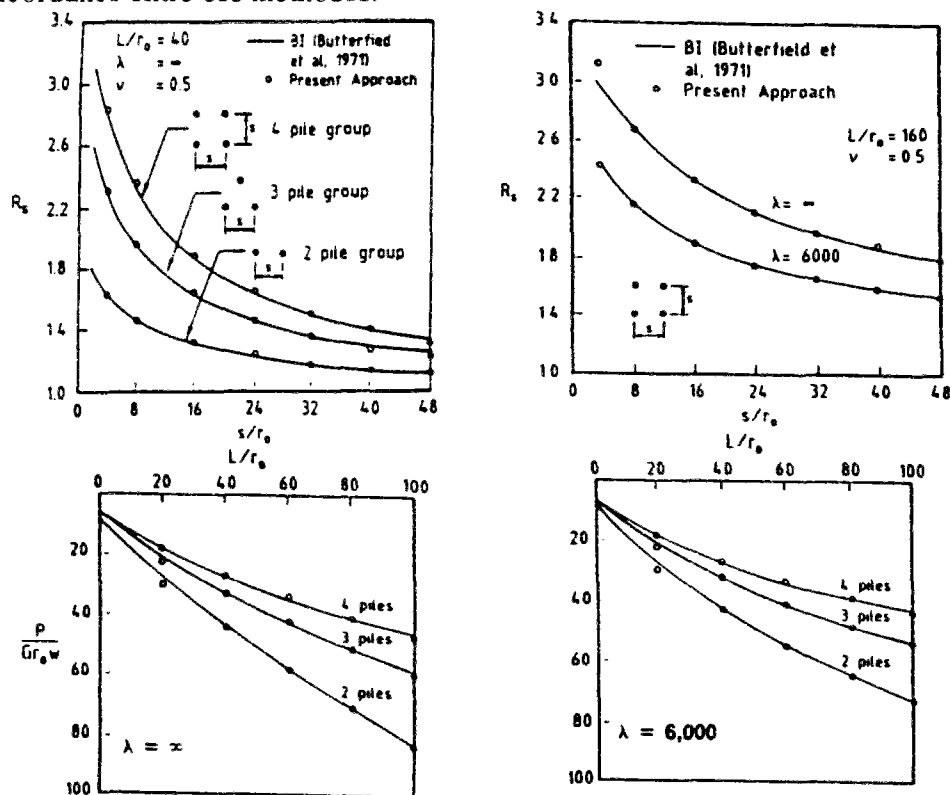 3.4
3.0
2.6
2.2
1.8
1.4
1.0
Rs
L/r₀ = 40
λ = ∞
ν = 0.5
BI (Butterfied
et al, 1971)
Present Approach
4 pile group
s
s
3 pile group
s
2 pile group
s
0 8 16 24 32 40 48
s/r₀
3.4
3.0
2.6
2.2
1.8
1.4
1.0
Rs
BI (Butterfield et
al, 1971)
Present Approach
L/r₀ = 160
ν = 0.5
λ = ∞
λ = 6000
s
s
0 8 16 24 32 40 48
s/r₀
L/r₀
0 20 40 60 80 100
20
40
60
80
100
P
Gr₀w
4 piles
3 piles
2 piles
λ = ∞
L/r₀
0 20 40 60 80 100
20
40
60
80
100
4 piles
3 piles
2 piles
λ = 6,000